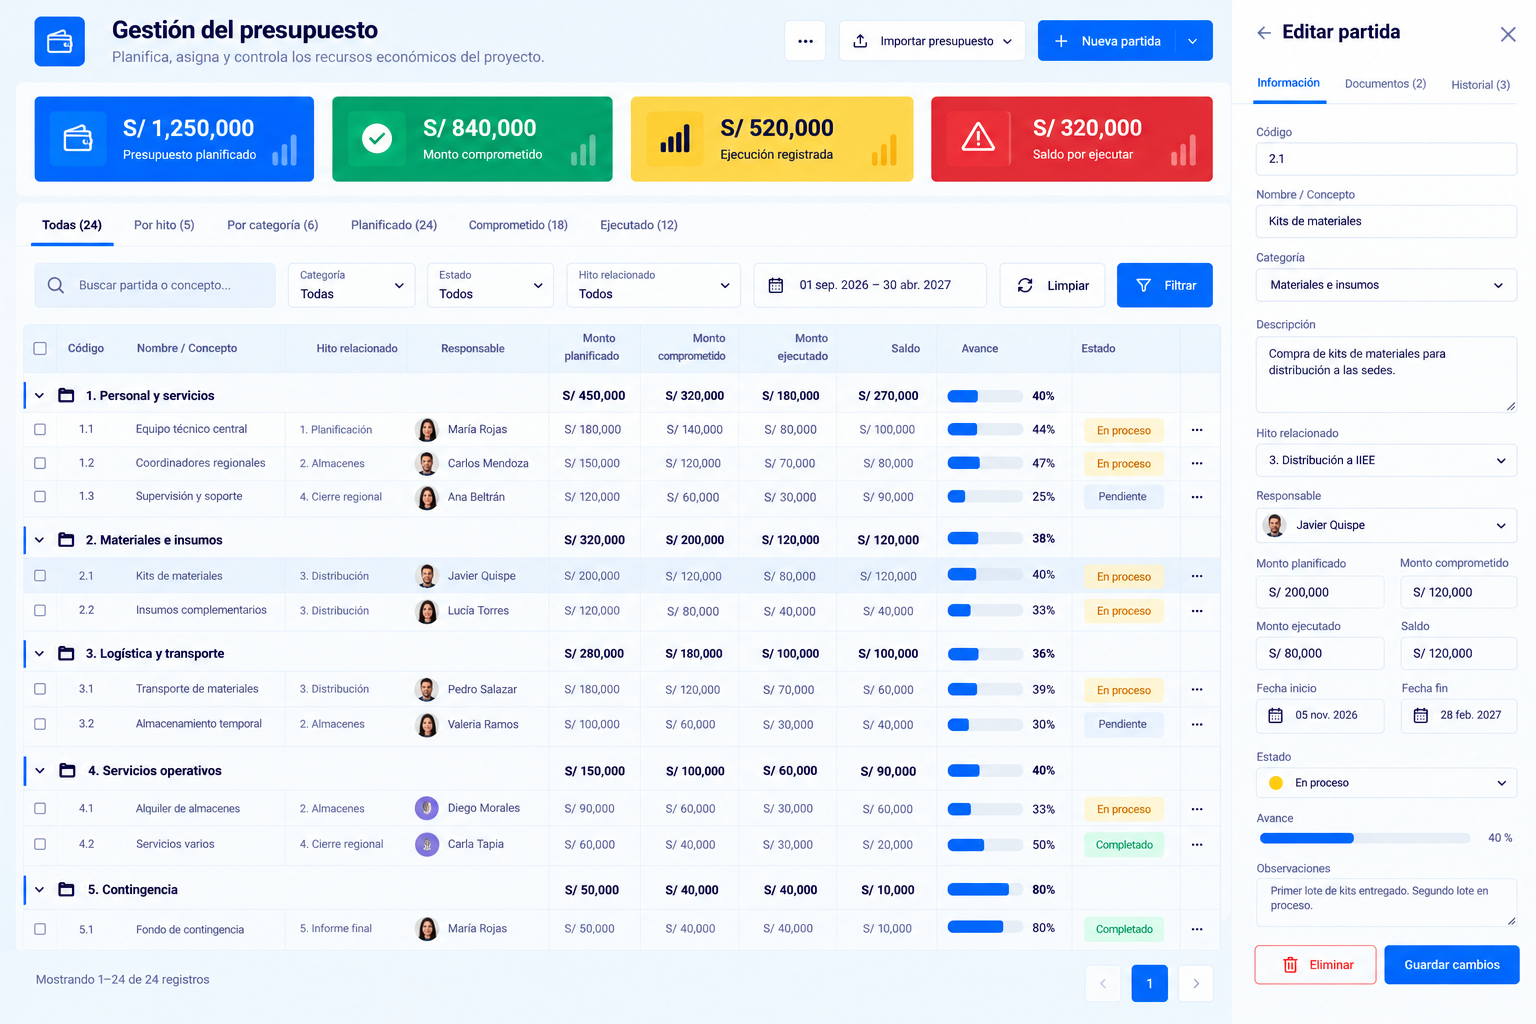 Gestión del presupuesto
Planifica, asigna y controla los recursos económicos del proyecto.
Importar presupuesto
Nueva partida
S/ 1,250,000
Presupuesto planificado
S/ 840,000
Monto comprometido
S/ 520,000
Ejecución registrada
S/ 320,000
Saldo por ejecutar
Todas (24) Por hito (5) Por categoría (6) Planificado (24) Comprometido (18) Ejecutado (12)
Buscar partida o concepto...
Categoría
Todas
Estado
Todos
Hito relacionado
Todos
01 sep. 2026 – 30 abr. 2027
Limpiar
Filtrar
Código Nombre / Concepto Hito relacionado Responsable Monto planificado Monto comprometido Monto ejecutado Saldo Avance Estado
1. Personal y servicios S/ 450,000 S/ 320,000 S/ 180,000 S/ 270,000 40%
1.1 Equipo técnico central 1. Planificación María Rojas S/ 180,000 S/ 140,000 S/ 80,000 S/ 100,000 44% En proceso
1.2 Coordinadores regionales 2. Almacenes Carlos Mendoza S/ 150,000 S/ 120,000 S/ 70,000 S/ 80,000 47% En proceso
1.3 Supervisión y soporte 4. Cierre regional Ana Beltrán S/ 120,000 S/ 60,000 S/ 30,000 S/ 90,000 25% Pendiente
2. Materiales e insumos S/ 320,000 S/ 200,000 S/ 120,000 S/ 120,000 38%
2.1 Kits de materiales 3. Distribución Javier Quispe S/ 200,000 S/ 120,000 S/ 80,000 S/ 120,000 40% En proceso
2.2 Insumos complementarios 3. Distribución Lucía Torres S/ 120,000 S/ 80,000 S/ 40,000 S/ 40,000 33% En proceso
3. Logística y transporte S/ 280,000 S/ 180,000 S/ 100,000 S/ 100,000 36%
3.1 Transporte de materiales 3. Distribución Pedro Salazar S/ 180,000 S/ 120,000 S/ 70,000 S/ 60,000 39% En proceso
3.2 Almacenamiento temporal 2. Almacenes Valeria Ramos S/ 100,000 S/ 60,000 S/ 30,000 S/ 40,000 30% Pendiente
4. Servicios operativos S/ 150,000 S/ 100,000 S/ 60,000 S/ 90,000 40%
4.1 Alquiler de almacenes 2. Almacenes Diego Morales S/ 90,000 S/ 60,000 S/ 30,000 S/ 60,000 33% En proceso
4.2 Servicios varios 4. Cierre regional Carla Tapia S/ 60,000 S/ 40,000 S/ 30,000 S/ 20,000 50% Completado
5. Contingencia S/ 50,000 S/ 40,000 S/ 40,000 S/ 10,000 80%
5.1 Fondo de contingencia 5. Informe final María Rojas S/ 50,000 S/ 40,000 S/ 40,000 S/ 10,000 80% Completado
Mostrando 1–24 de 24 registros
1
Editar partida
Información Documentos (2) Historial (3)
Código
2.1
Nombre / Concepto
Kits de materiales
Categoría
Materiales e insumos
Descripción
Compra de kits de materiales para
distribución a las sedes.
Hito relacionado
3. Distribución a IIEE
Responsable
Javier Quispe
Monto planificado Monto comprometido
S/ 200,000 S/ 120,000
Monto ejecutado Saldo
S/ 80,000 S/ 120,000
Fecha inicio Fecha fin
05 nov. 2026 28 feb. 2027
Estado
En proceso
Avance
40 %
Observaciones
Primer lote de kits entregado. Segundo lote en
proceso.
Eliminar
Guardar cambios